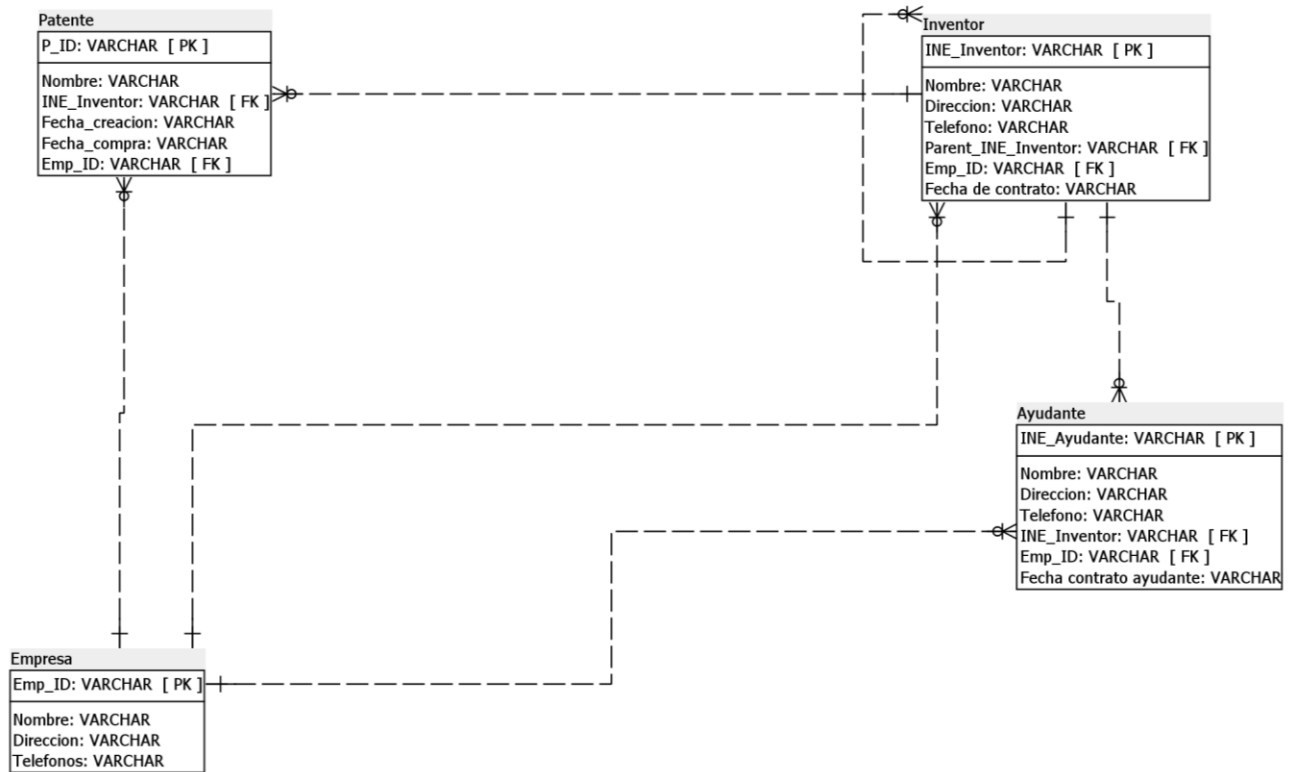 Patente
P_ID: VARCHAR [ PK ]
Nombre: VARCHAR
INE_Inventor: VARCHAR [ FK ]
Fecha_creacion: VARCHAR
Fecha_compra: VARCHAR
Emp_ID: VARCHAR [ FK ]
Inventor
INE_Inventor: VARCHAR [ PK ]
Nombre: VARCHAR
Direccion: VARCHAR
Telefono: VARCHAR
Parent_INE_Inventor: VARCHAR [ FK ]
Emp_ID: VARCHAR [ FK ]
Fecha de contrato: VARCHAR
Ayudante
INE_Ayudante: VARCHAR [ PK ]
Nombre: VARCHAR
Direccion: VARCHAR
Telefono: VARCHAR
INE_Inventor: VARCHAR [ FK ]
Emp_ID: VARCHAR [ FK ]
Fecha contrato ayudante: VARCHAR
Empresa
Emp_ID: VARCHAR [ PK ]
Nombre: VARCHAR
Direccion: VARCHAR
Telefonos: VARCHAR